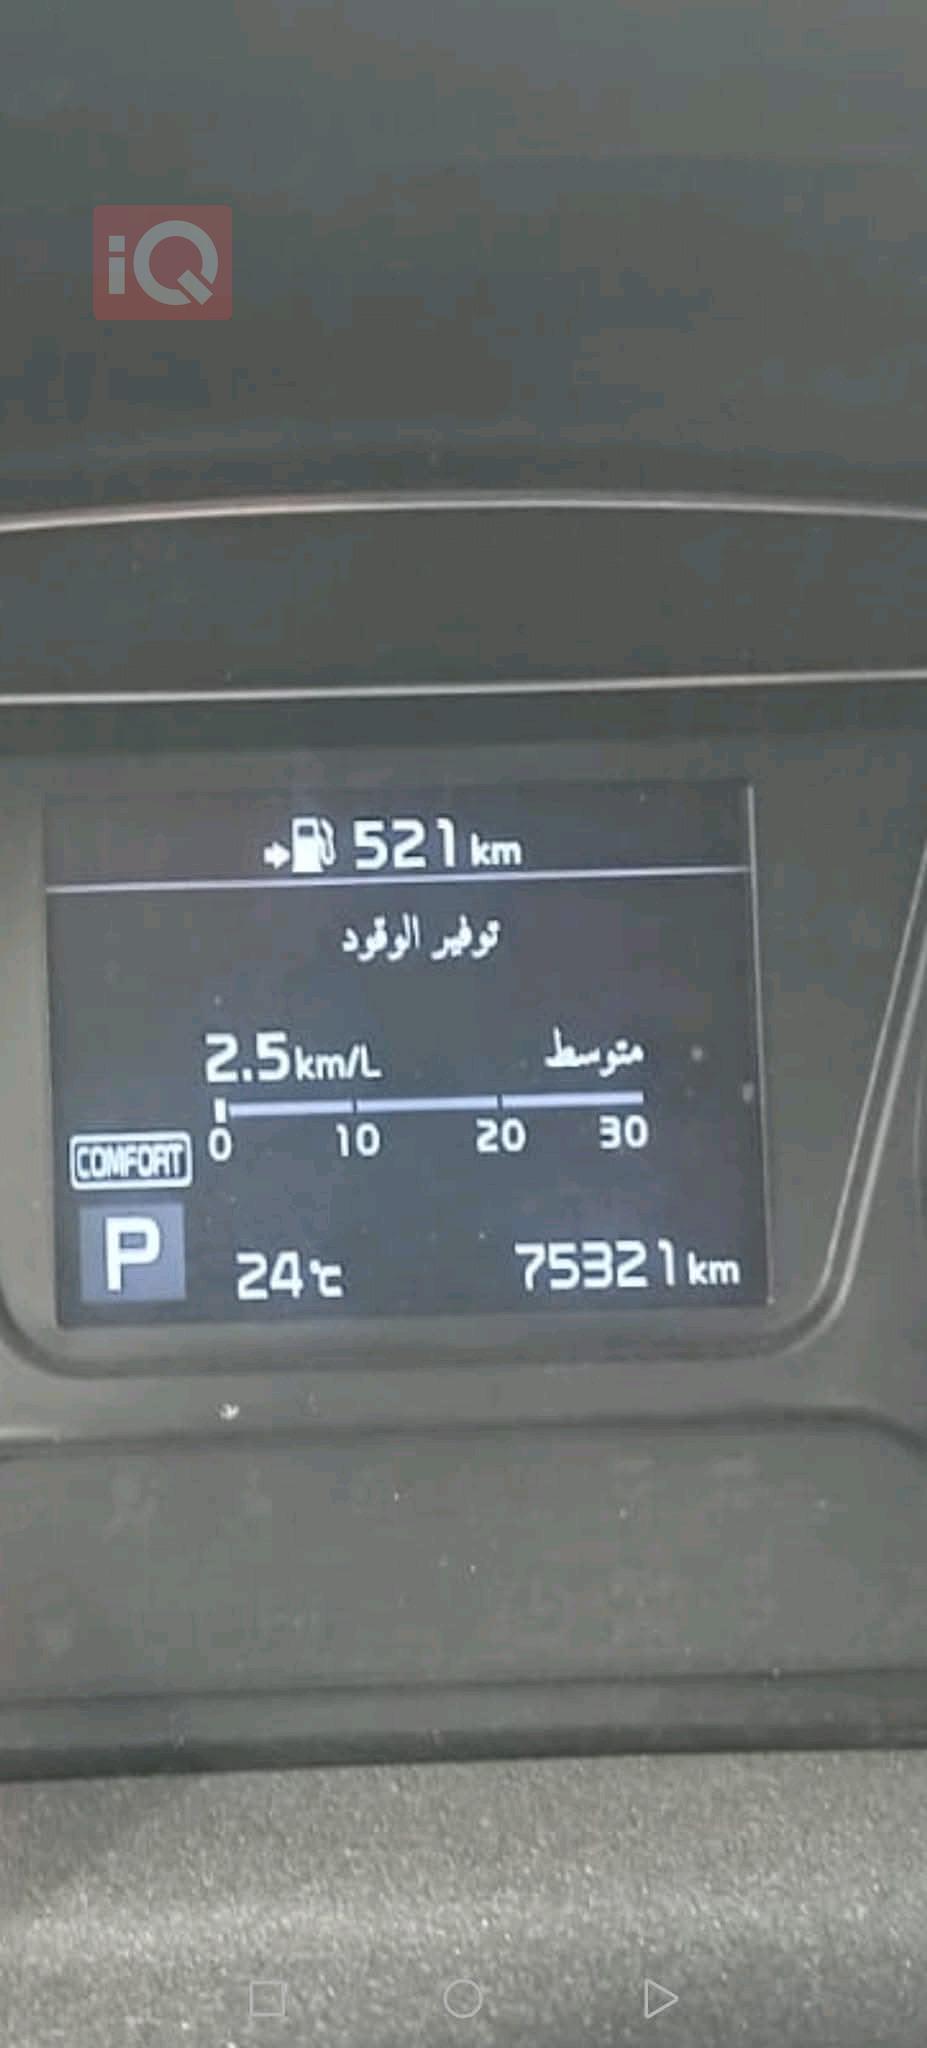 iQ
521 km
توفير الوقود
2.5 km/L متوسط
0 10 20 30
COMFORT
P 24°C 75321 km